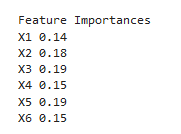 Feature Importances
X1 0.14
X2 0.18
X3 0.19
X4 0.15
X5 0.19
X6 0.15